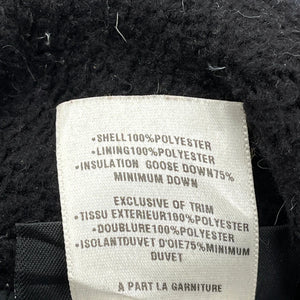 •SHELL100%POLYESTER
•LINING100%POLYESTER
•INSULATION GOOSE DOWN75%
MINIMUM DOWN
EXCLUSIVE OF TRIM
•TISSU EXTERIEUR100%POLYESTER
•DOUBLURE100%POLYESTER
•ISOLANTDUVET D'OIE75%MINIMUM
DUVET
A PART LA GARNITURE